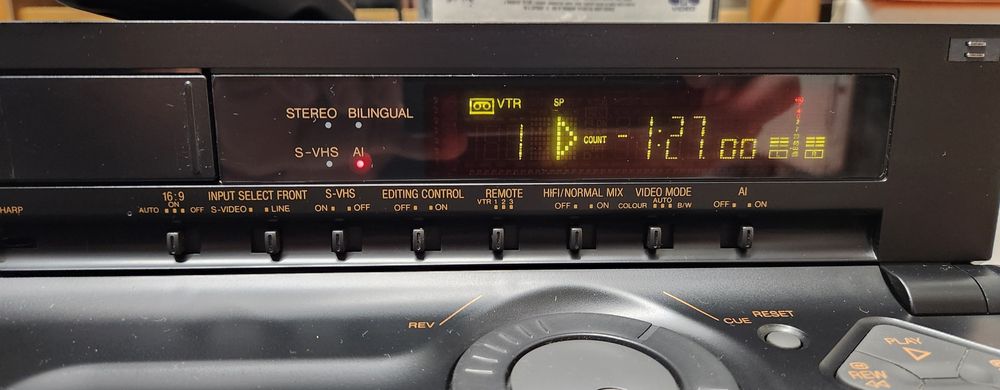 VIDEO
STEREO BILINGUAL
S-VHS AI
VTR SP
1 COUNT -1:27 00
L R
HARP
16:9 INPUT SELECT FRONT S-VHS EDITING CONTROL REMOTE HIFI/NORMAL MIX VIDEO MODE AI
AUTO ON OFF S-VIDEO LINE ON OFF OFF ON VTR 1 2 3 OFF ON COLOUR AUTO B/W OFF ON
REV CUE RESET
PLAY
REW